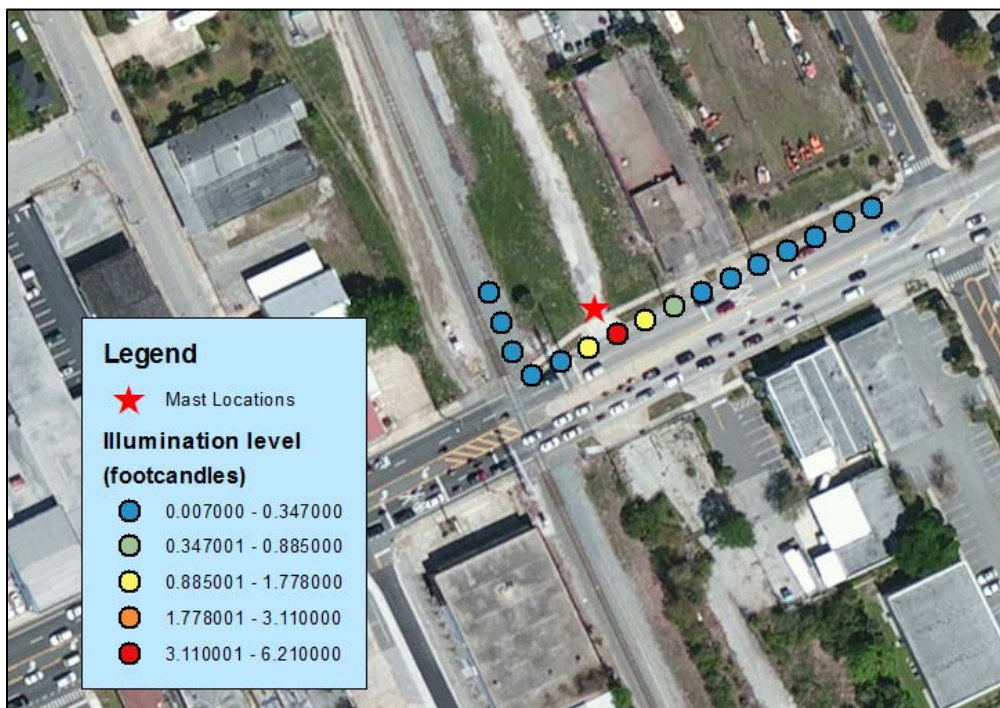 Legend
Mast Locations
Illumination level
(footcandles)
0.007000 - 0.347000
0.347001 - 0.885000
0.885001 - 1.778000
1.778001 - 3.110000
3.110001 - 6.210000